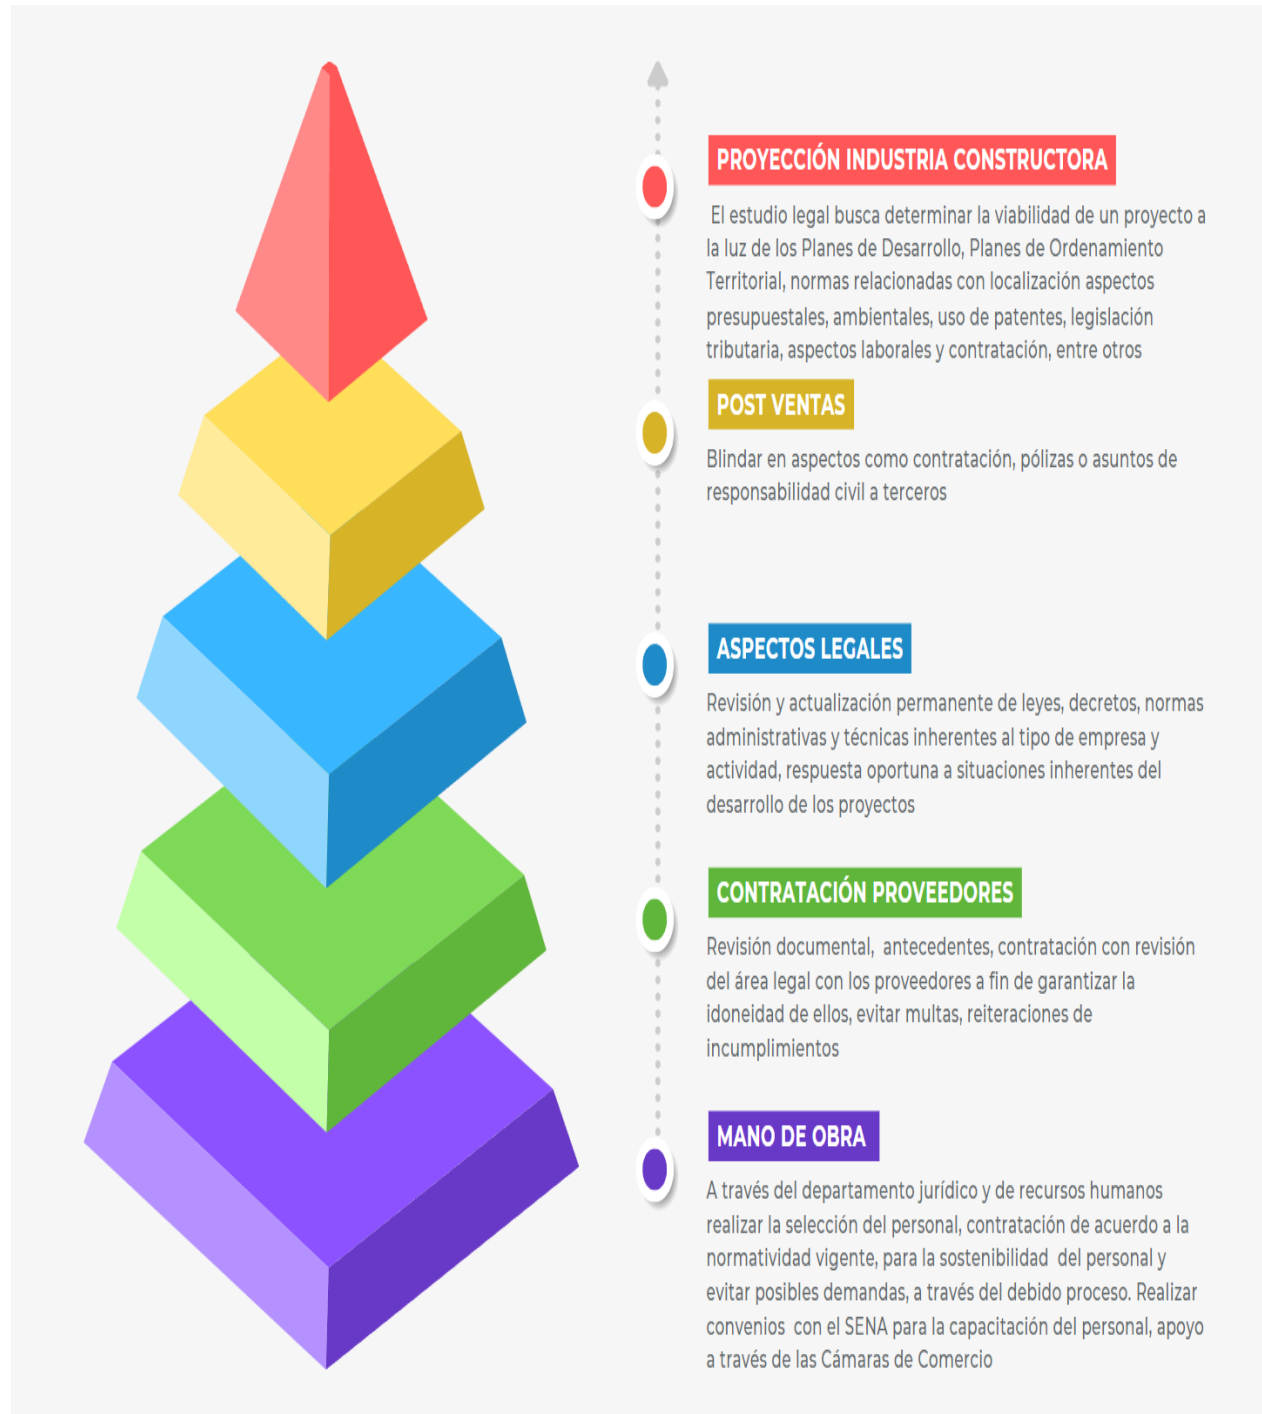 PROYECCIÓN INDUSTRIA CONSTRUCTORA
El estudio legal busca determinar la viabilidad de un proyecto a
la luz de los Planes de Desarrollo, Planes de Ordenamiento
Territorial, normas relacionadas con localización aspectos
presupuestales, ambientales, uso de patentes, legislación
tributaria, aspectos laborales y contratación, entre otros
POST VENTAS
Blindar en aspectos como contratación, pólizas o asuntos de
responsabilidad civil a terceros
ASPECTOS LEGALES
Revisión y actualización permanente de leyes, decretos, normas
administrativas y técnicas inherentes al tipo de empresa y
actividad, respuesta oportuna a situaciones inherentes del
desarrollo de los proyectos
CONTRATACIÓN PROVEEDORES
Revisión documental,  antecedentes, contratación con revisión
del área legal con los proveedores a fin de garantizar la
idoneidad de ellos, evitar multas, reiteraciones de
incumplimientos
MANO DE OBRA
A través del departamento jurídico y de recursos humanos
realizar la selección del personal, contratación de acuerdo a la
normatividad vigente, para la sostenibilidad  del personal y
evitar posibles demandas, a través del debido proceso. Realizar
convenios  con el SENA para la capacitación del personal, apoyo
a través de las Cámaras de Comercio